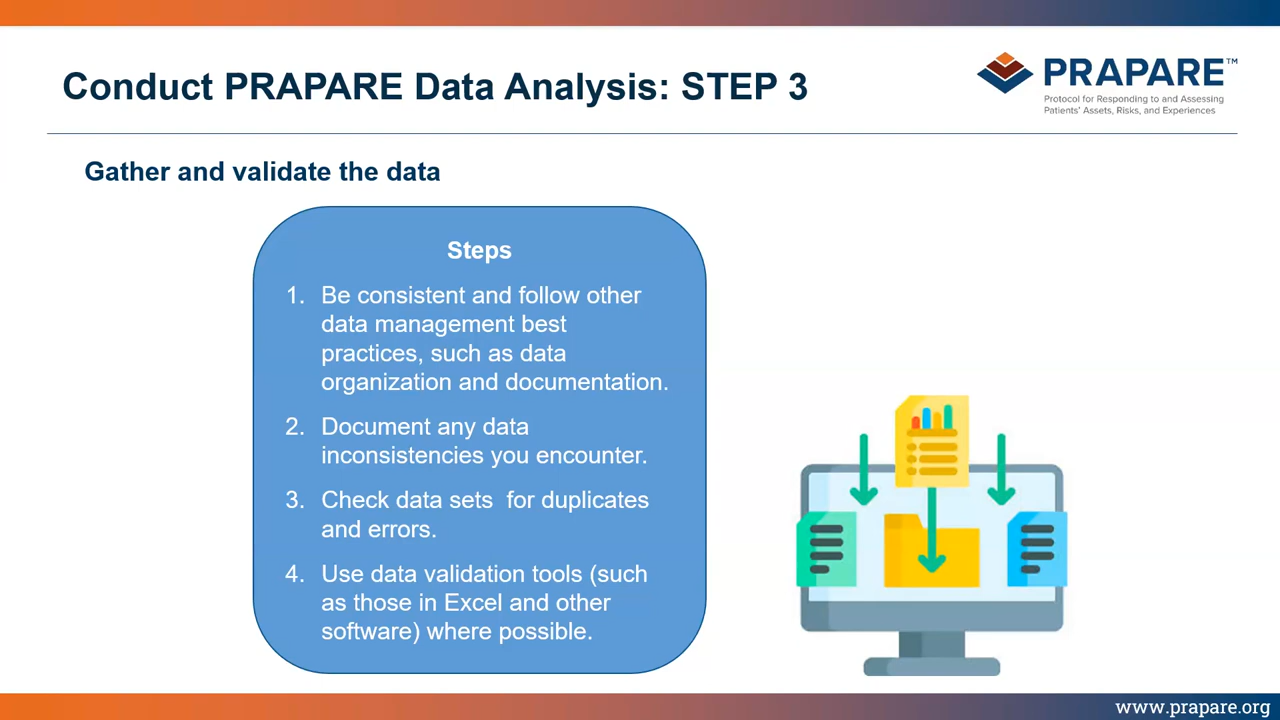 Conduct PRAPARE Data Analysis: STEP 3
PRAPARE™
Protocol for Responding to and Assessing
Patients' Assets, Risks, and Experiences
Gather and validate the data
Steps
1. Be consistent and follow other
data management best
practices, such as data
organization and documentation.
2. Document any data
inconsistencies you encounter.
3. Check data sets  for duplicates
and errors.
4. Use data validation tools (such
as those in Excel and other
software) where possible.
www.prapare.org